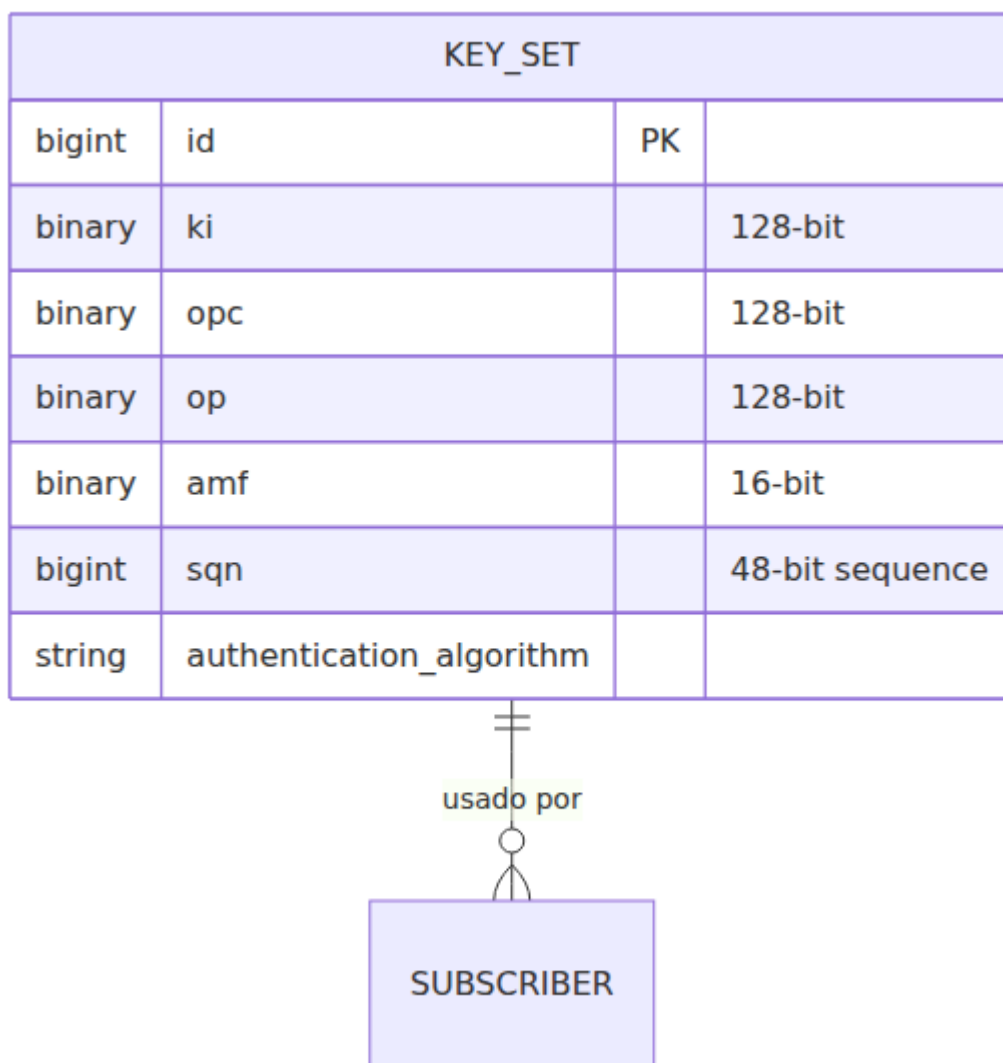 KEY_SET
bigint id PK
binary ki 128-bit
binary opc 128-bit
binary op 128-bit
binary amf 16-bit
bigint sqn 48-bit sequence
string authentication_algorithm
usado por
SUBSCRIBER